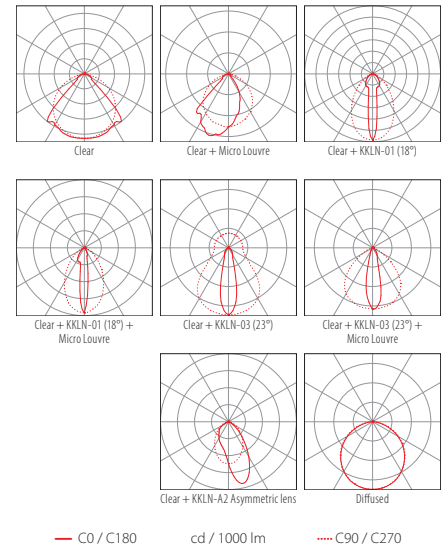 Clear
Clear + Micro Louvre
Clear + KKLN-01 (18°)
Clear + KKLN-01 (18°) +
Micro Louvre
Clear + KKLN-03 (23°)
Clear + KKLN-03 (23°) +
Micro Louvre
Clear + KKLN-A2 Asymmetric lens
Diffused
C0 / C180
cd / 1000 lm
C90 / C270